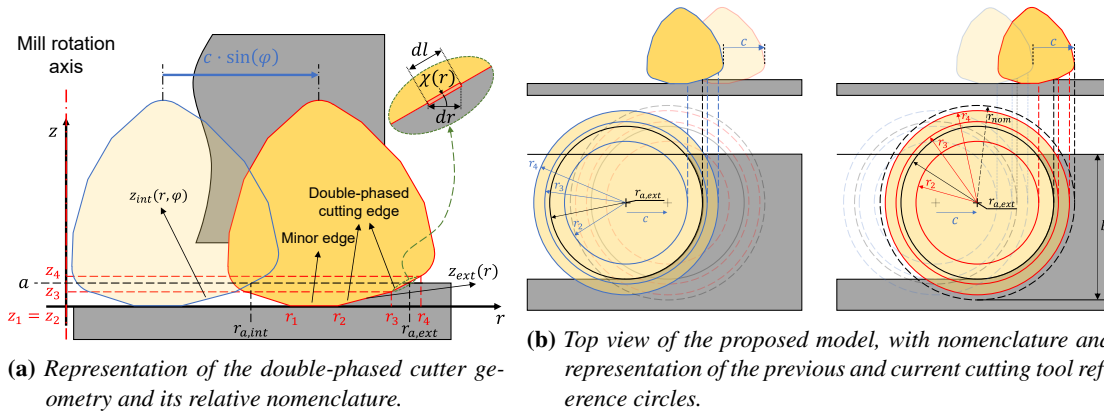 Mill rotation
axis
z
c · sin(φ)
dl
χ(r)
dr
z_int(r, φ)
Double-phased
cutting edge
Minor edge
z_ext(r)
z_4
a
z_3
z_1 = z_2
r_1
r_2
r_3
r_4
r
r_a,int
r_a,ext
(a) Representation of the double-phased cutter ge-
ometry and its relative nomenclature.
c
c
r_4
r_3
r_2
r_a,ext
c
r_nom
r_4
r_3
r_2
r_a,ext
c
(b) Top view of the proposed model, with nomenclature and
representation of the previous and current cutting tool ref-
erence circles.